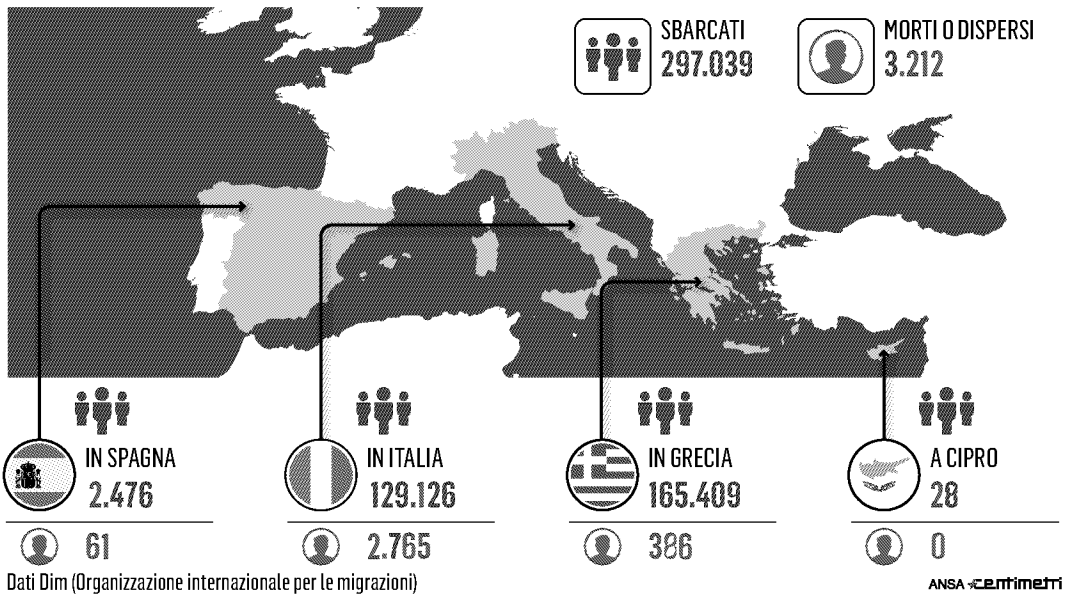 SBARCATI
297.039
MORTI O DISPERSI
3.212
IN SPAGNA
2.476
61
IN ITALIA
129.126
2.765
IN GRECIA
165.409
386
A CIPRO
28
0
Dati Dim (Organizzazione internazionale per le migrazioni)
ANSA centimetri